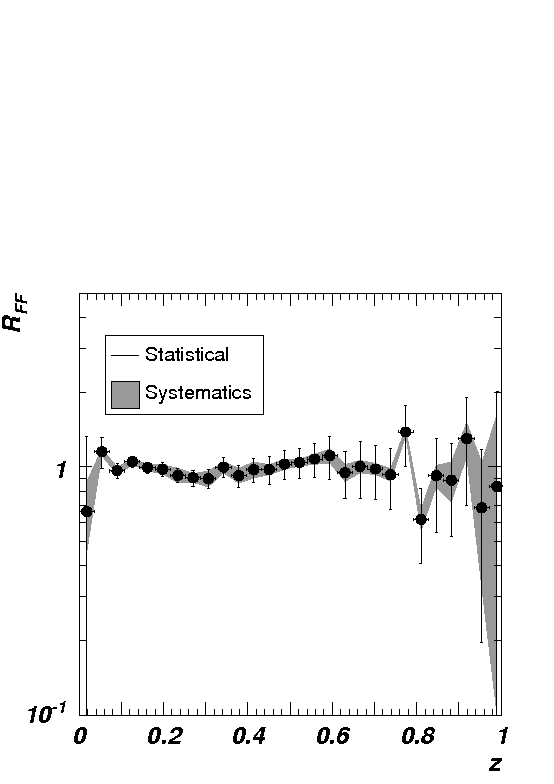 R_FF
Statistical
Systematics
1
10^-1
0 0.2 0.4 0.6 0.8 1
z